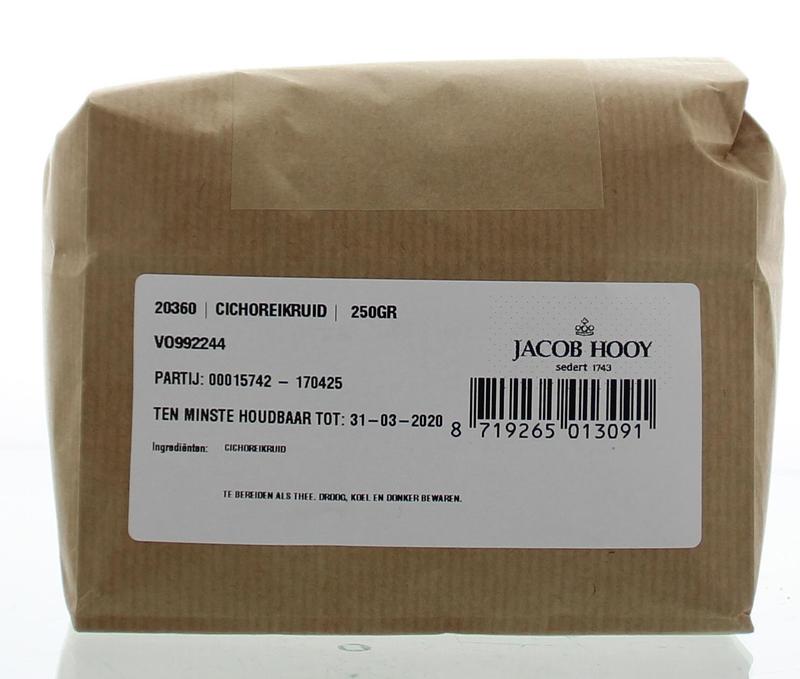 20360 | CICHOREIKRUID | 250GR
VO992244
PARTIJ: 00015742 – 170425
TEN MINSTE HOUDBAAR TOT: 31–03–2020
Ingrediënten: CICHOREIKRUID
TE BEREIDEN ALS THEE. DROOG, KOEL EN DONKER BEWAREN.
JACOB HOOY
sedert 1743
8 719265 013091